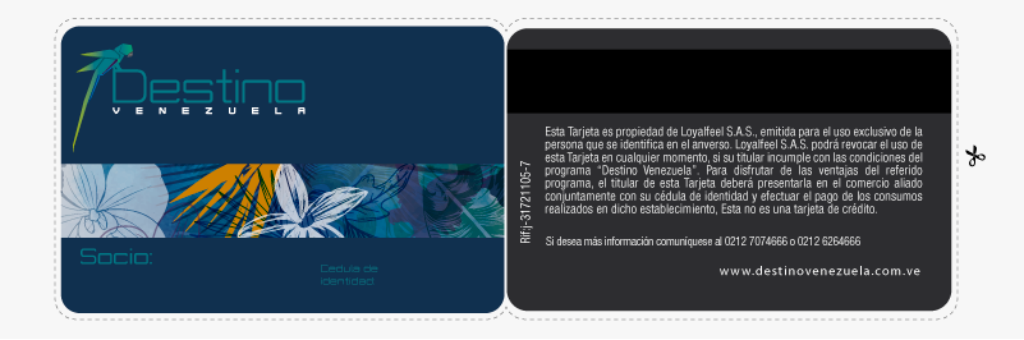 Destino
VENEZUELA
Socio:
Cedula de
identidad
Esta Tarjeta es propiedad de Loyalfeel S.A.S., emitida para el uso exclusivo de la
persona que se identifica en el anverso. Loyalfeel S.A.S. podrá revocar el uso de
esta Tarjeta en cualquier momento, si su titular incumple con las condiciones del
programa “Destino Venezuela”. Para disfrutar de las ventajas del referido
programa, el titular de esta Tarjeta deberá presentarla en el comercio aliado
conjuntamente con su cédula de identidad y efectuar el pago de los consumos
realizados en dicho establecimiento, Esta no es una tarjeta de crédito.
Rif:j-31721105-7
Si desea más información comuníquese al 0212 7074666 o 0212 6264666
www.destinovenezuela.com.ve